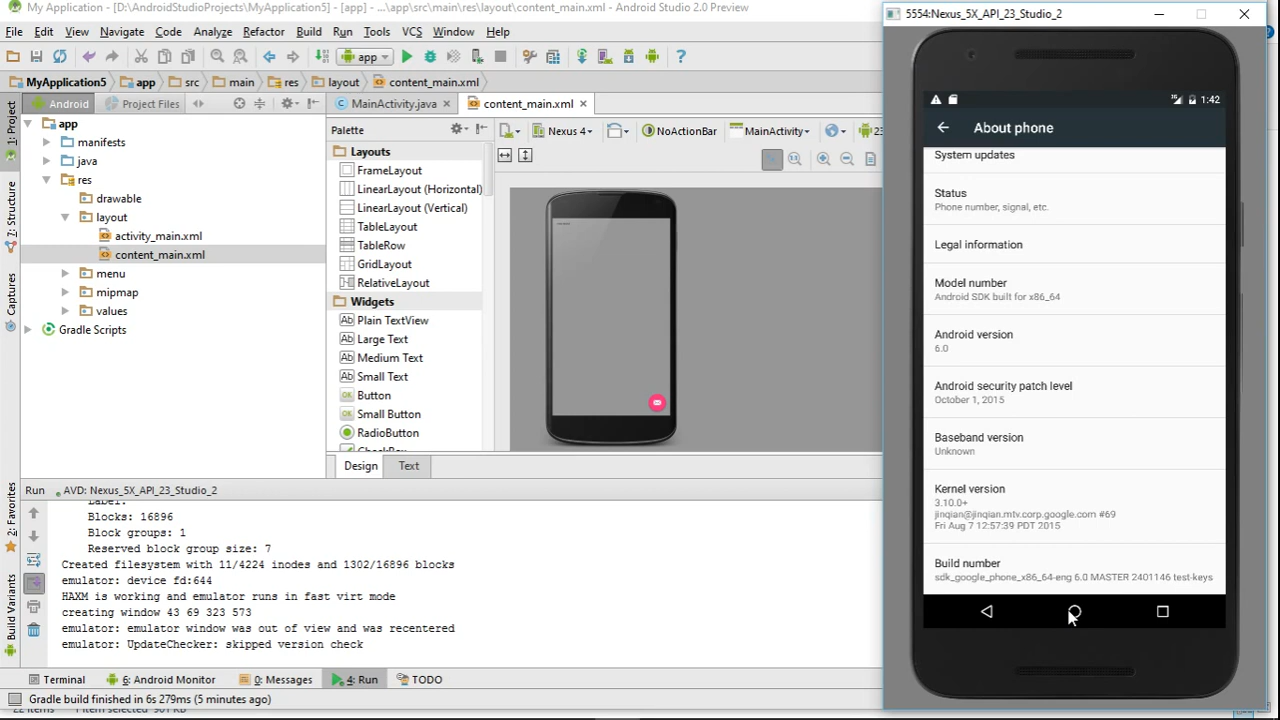 My Application - [D:\AndroidStudioProjects\MyApplication5] - [app] - ...\app\src\main\res\layout\content_main.xml - Android Studio 2.0 Preview
File Edit View Navigate Code Analyze Refactor Build Run Tools VCS Window Help
app
MyApplication5 app src main res layout content_main.xml
1: Project
7: Structure
Captures
2: Favorites
Build Variants
Android Project Files
app
manifests
java
res
drawable
layout
activity_main.xml
content_main.xml
menu
mipmap
values
Gradle Scripts
MainActivity.java content_main.xml
Palette
Layouts
FrameLayout
LinearLayout (Horizontal)
LinearLayout (Vertical)
TableLayout
TableRow
GridLayout
RelativeLayout
Widgets
Plain TextView
Large Text
Medium Text
Small Text
Button
Small Button
RadioButton
CheckBox
Nexus 4 NoActionBar MainActivity 23
Design Text
Run AVD: Nexus_5X_API_23_Studio_2
Label:
Blocks: 16896
Block groups: 1
Reserved block group size: 7
Created filesystem with 11/4224 inodes and 1302/16896 blocks
emulator: device fd:644
HAXM is working and emulator runs in fast virt mode
creating window 43 69 323 573
emulator: emulator window was out of view and was recentered
emulator: UpdateChecker: skipped version check
Terminal 6: Android Monitor 0: Messages 4: Run TODO
Gradle build finished in 6s 279ms (5 minutes ago)
5554:Nexus_5X_API_23_Studio_2
1:42
About phone
System updates
Status
Phone number, signal, etc.
Legal information
Model number
Android SDK built for x86_64
Android version
6.0
Android security patch level
October 1, 2015
Baseband version
Unknown
Kernel version
3.10.0+
jinqian@jinqian.mtv.corp.google.com #69
Fri Aug 7 12:57:39 PDT 2015
Build number
sdk_google_phone_x86_64-eng 6.0 MASTER 2401146 test-keys